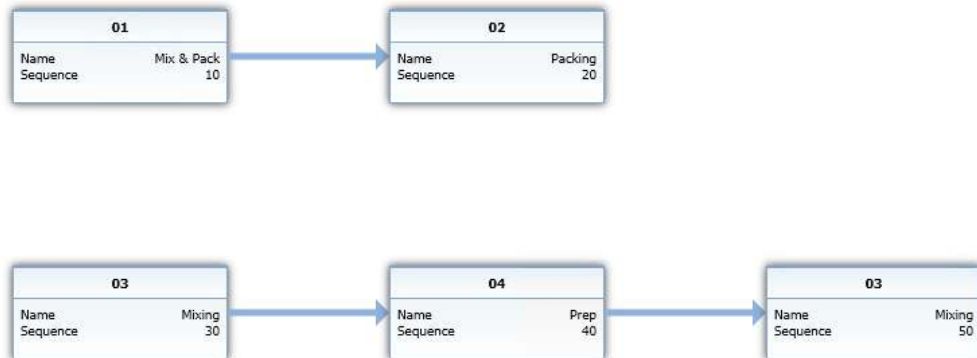 01
Name Mix & Pack
Sequence 10
02
Name Packing
Sequence 20
03
Name Mixing
Sequence 30
04
Name Prep
Sequence 40
03
Name Mixing
Sequence 50